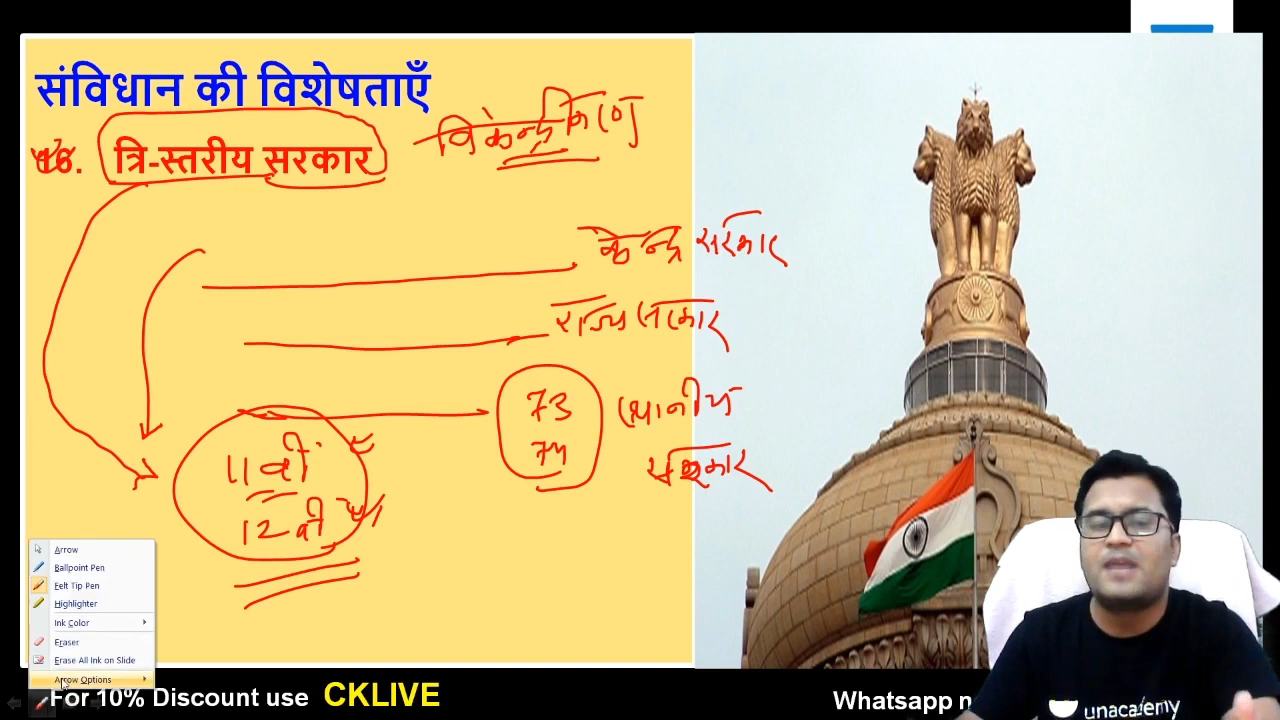 संविधान की विशेषताएँ
16. त्रि-स्तरीय सरकार
विकेन्द्रीकरण
केन्द्र सरकार
राज्य सरकार
73 स्थानीय
74 सरकार
11वीं
12वीं
Arrow
Ballpoint Pen
Felt Tip Pen
Highlighter
Ink Color
Eraser
Erase All Ink on Slide
Arrow Options
For 10% Discount use CKLIVE
Whatsapp n
unacademy